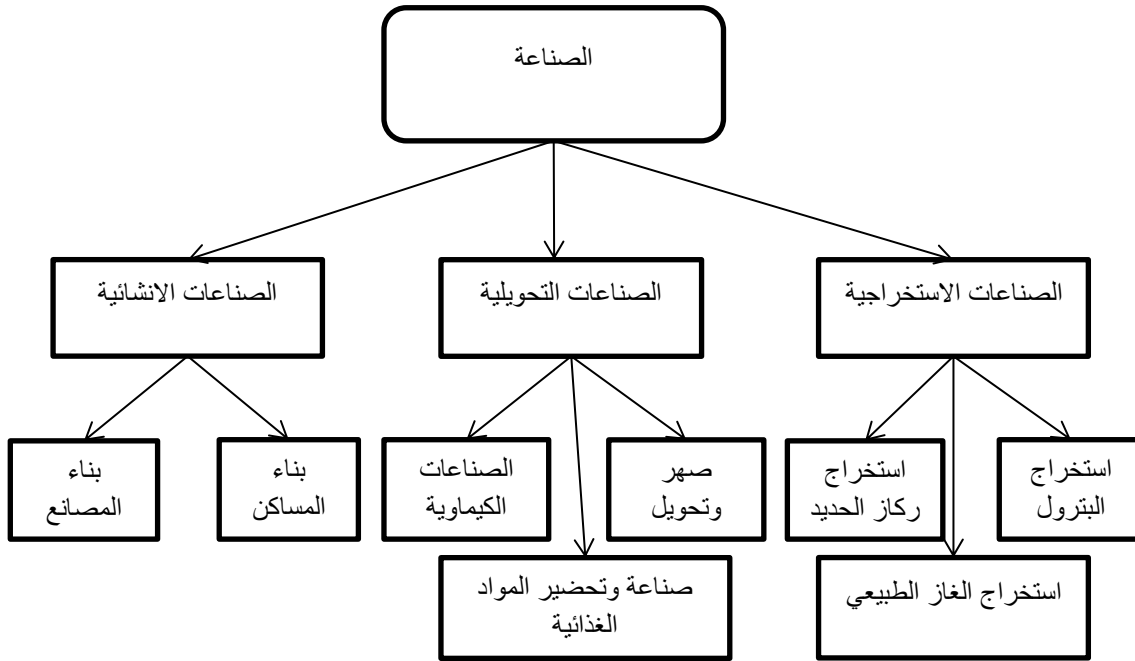 الصناعة
الصناعات الاستخراجية
الصناعات التحويلية
الصناعات الانشائية
استخراج
البترول
استخراج
ركاز الحديد
صهر
وتحويل
الصناعات
الكيماوية
بناء
المساكن
بناء
المصانع
استخراج الغاز الطبيعي
صناعة وتحضير المواد
الغذائية